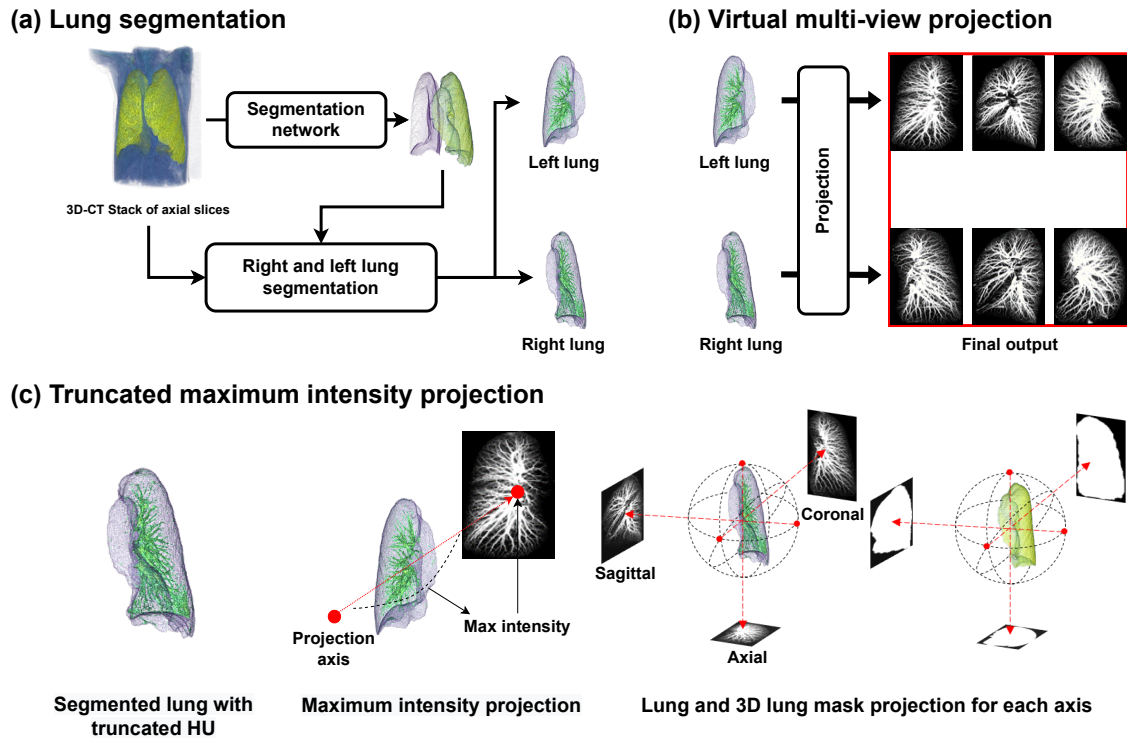 (a) Lung segmentation
Segmentation
network
3D-CT Stack of axial slices
Right and left lung
segmentation
Left lung
Right lung
(b) Virtual multi-view projection
Left lung
Right lung
Projection
Final output
(c) Truncated maximum intensity projection
Projection
axis
Max intensity
Sagittal
Coronal
Axial
Segmented lung with
truncated HU
Maximum intensity projection
Lung and 3D lung mask projection for each axis